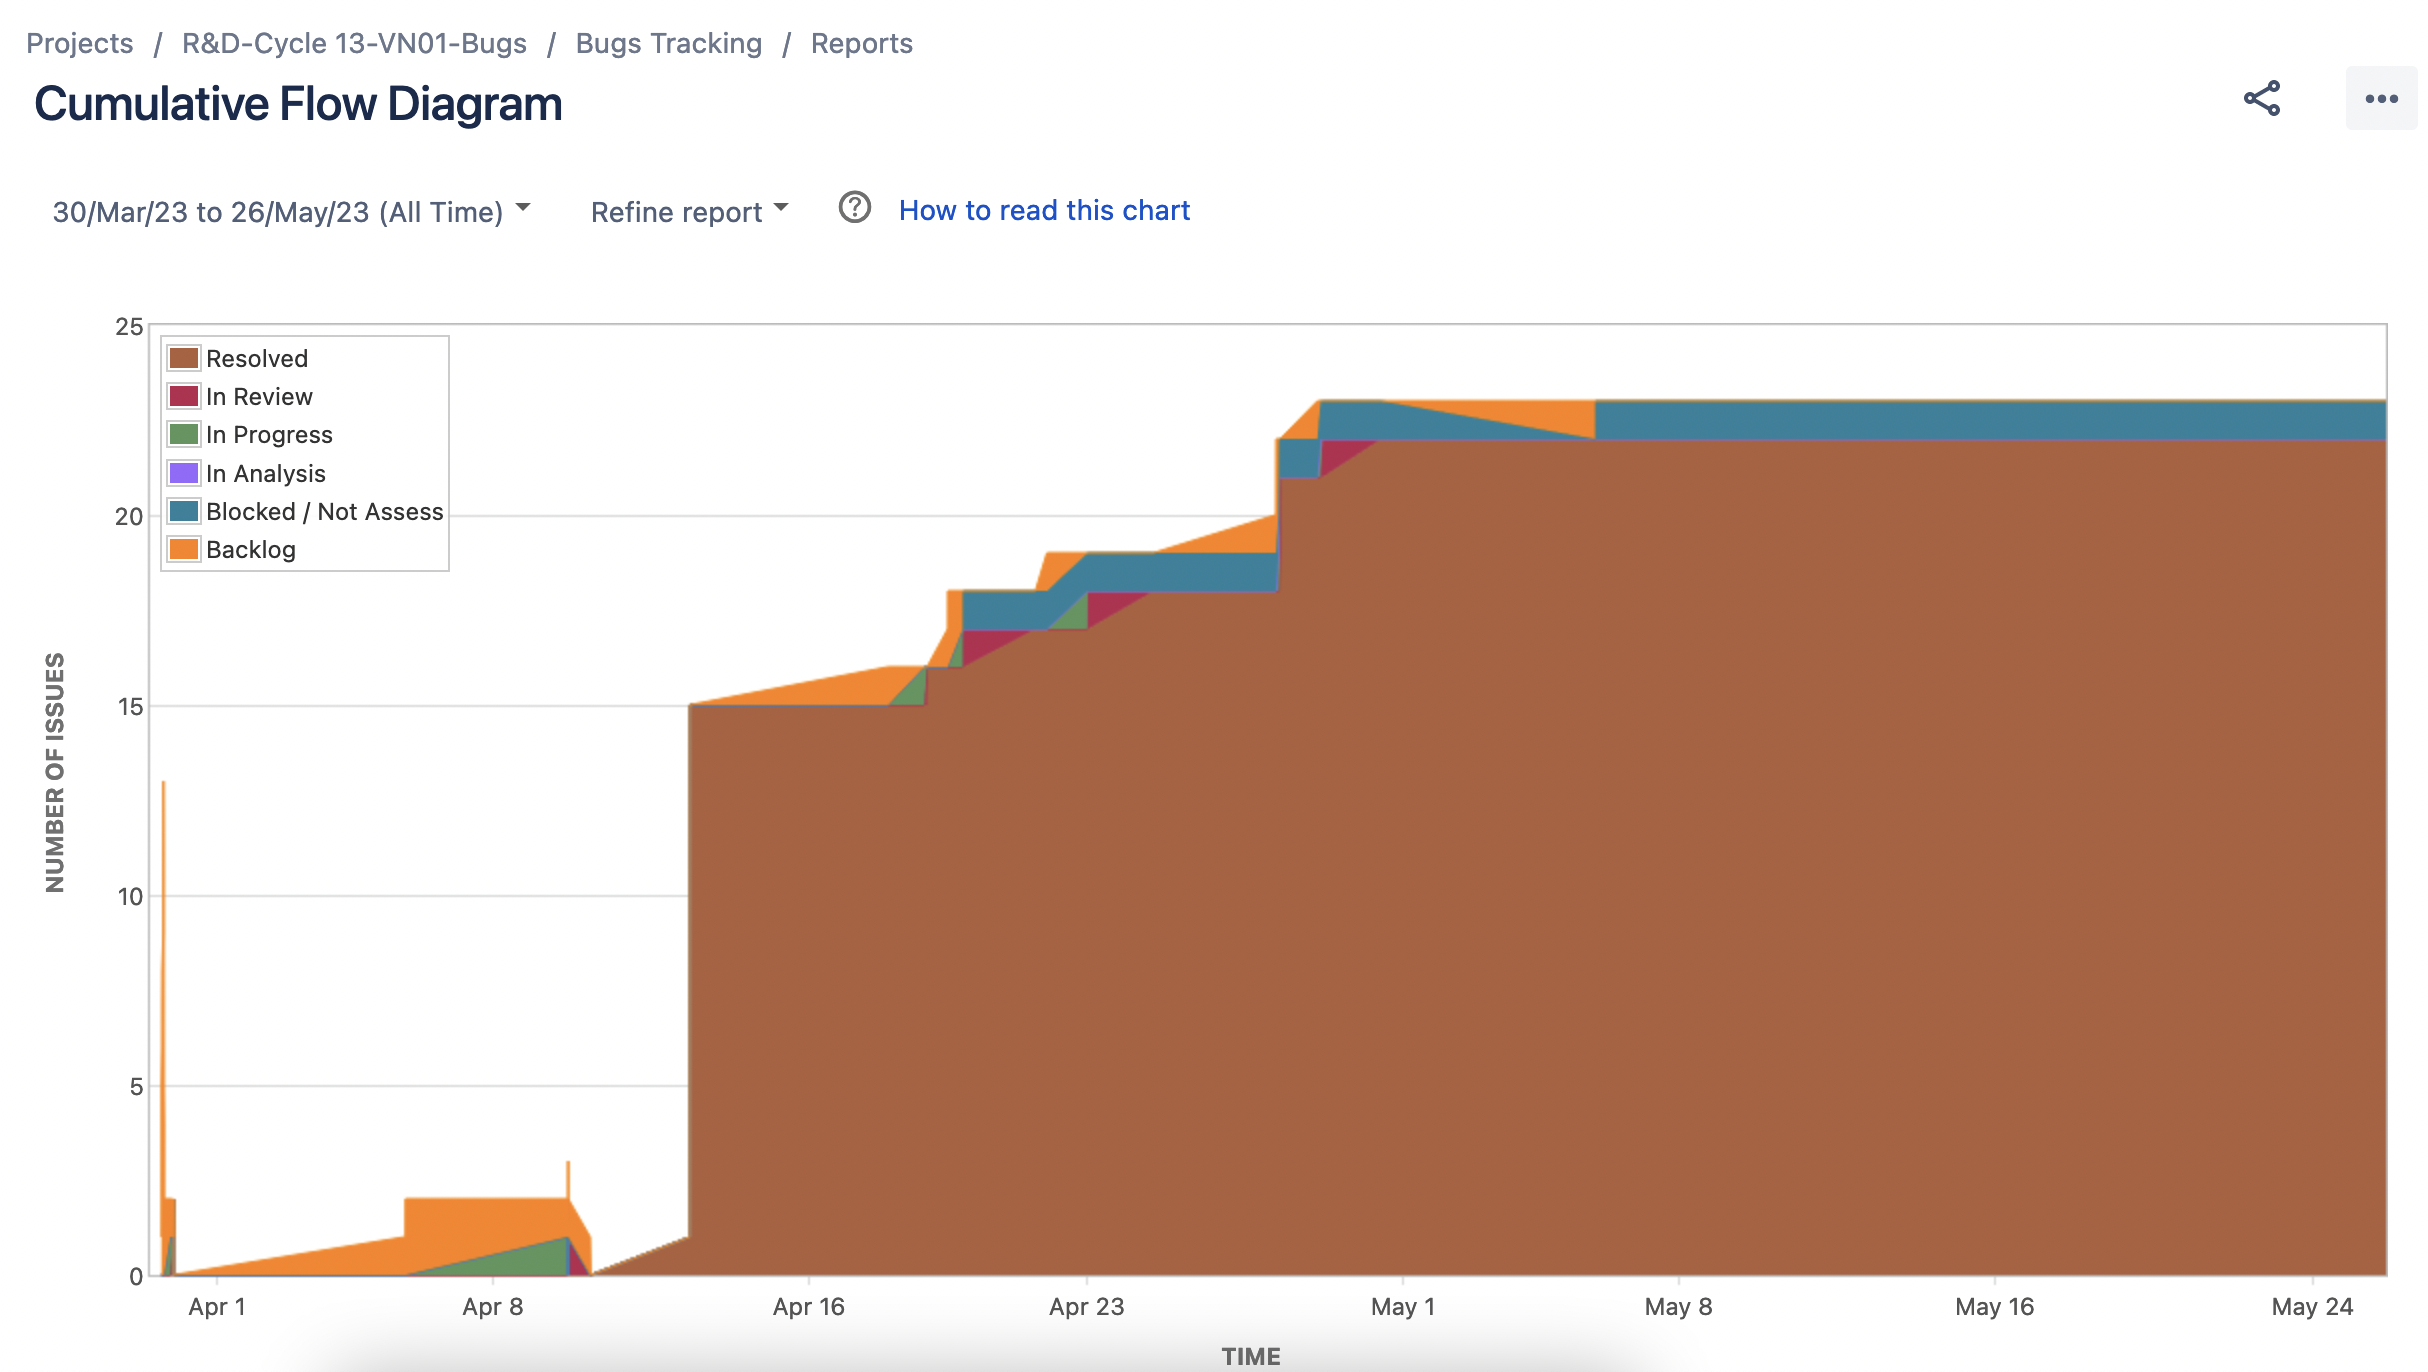 Projects / R&D-Cycle 13-VN01-Bugs / Bugs Tracking / Reports
Cumulative Flow Diagram
30/Mar/23 to 26/May/23 (All Time) Refine report ? How to read this chart
25
Resolved
In Review
In Progress
In Analysis
Blocked / Not Assess
Backlog
20
15
10
5
0
NUMBER OF ISSUES
Apr 1 Apr 8 Apr 16 Apr 23 May 1 May 8 May 16 May 24
TIME